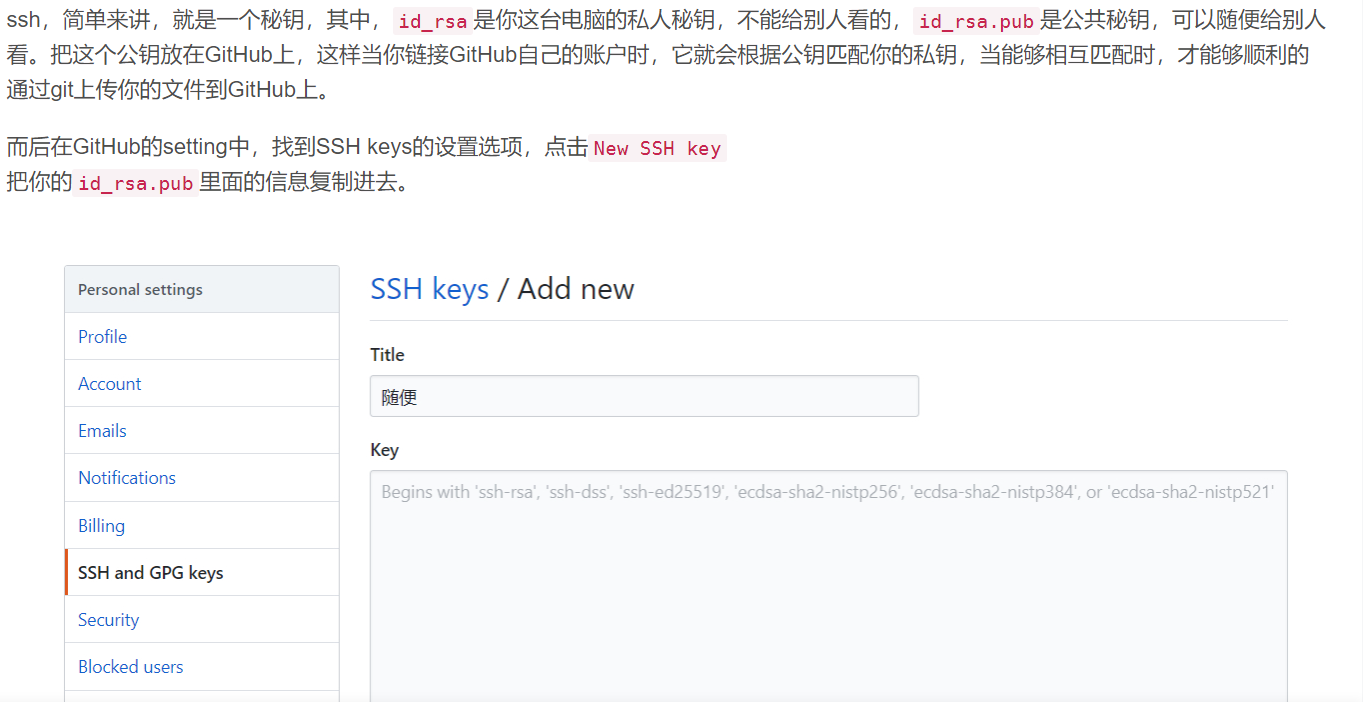 ssh，简单来讲，就是一个秘钥，其中，id_rsa是你这台电脑的私人秘钥，不能给别人看的，id_rsa.pub是公共秘钥，可以随便给别人
看。把这个公钥放在GitHub上，这样当你链接GitHub自己的账户时，它就会根据公钥匹配你的私钥，当能够相互匹配时，才能够顺利的
通过git上传你的文件到GitHub上。
而后在GitHub的setting中，找到SSH keys的设置选项，点击New SSH key
把你的id_rsa.pub里面的信息复制进去。
Personal settings
Profile
Account
Emails
Notifications
Billing
SSH and GPG keys
Security
Blocked users
SSH keys / Add new
Title
随便
Key
Begins with 'ssh-rsa', 'ssh-dss', 'ssh-ed25519', 'ecdsa-sha2-nistp256', 'ecdsa-sha2-nistp384', or 'ecdsa-sha2-nistp521'